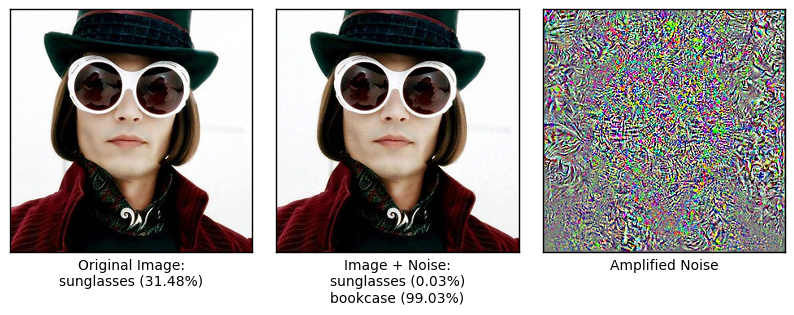 Original Image:
sunglasses (31.48%)
Image + Noise:
sunglasses (0.03%)
bookcase (99.03%)
Amplified Noise